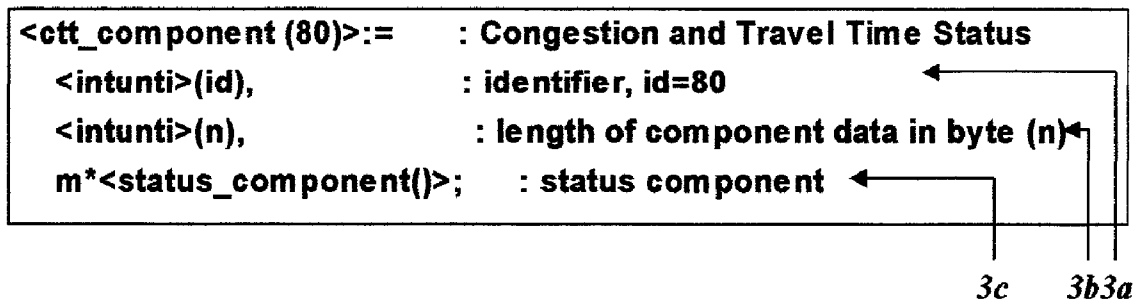 <ctt_component (80)>:= : Congestion and Travel Time Status
<intunti>(id), : identifier, id=80
<intunti>(n), : length of component data in byte (n)
m*<status_component()>; : status component
3c 3b3a